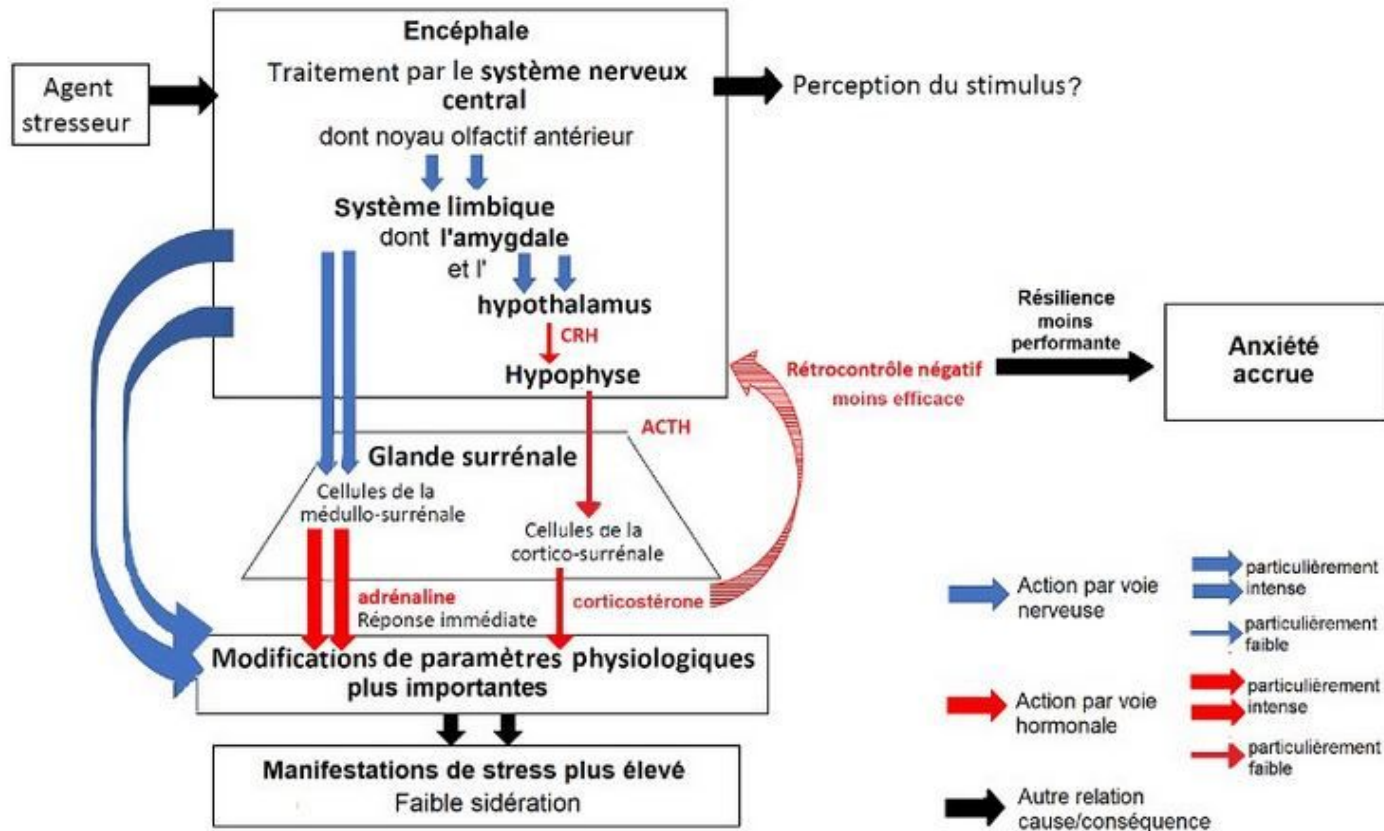 Encéphale
Traitement par le système nerveux
central
dont noyau olfactif antérieur
Agent
stresseur
Perception du stimulus?
Système limbique
dont l'amygdale
et l'
hypothalamus
CRH
Hypophyse
Rétrocontrôle négatif
moins efficace
Résilience
moins
performante
Anxiété
accrue
ACTH
Glande surrénale
Cellules de la
médullo-surrénale
Cellules de la
cortico-surrénale
adrénaline
Réponse immédiate
corticostérone
Modifications de paramètres physiologiques
plus importantes
Manifestations de stress plus élevé
Faible sidération
Action par voie
nerveuse
particulièrement
intense
particulièrement
faible
Action par voie
hormonale
particulièrement
intense
particulièrement
faible
Autre relation
cause/conséquence